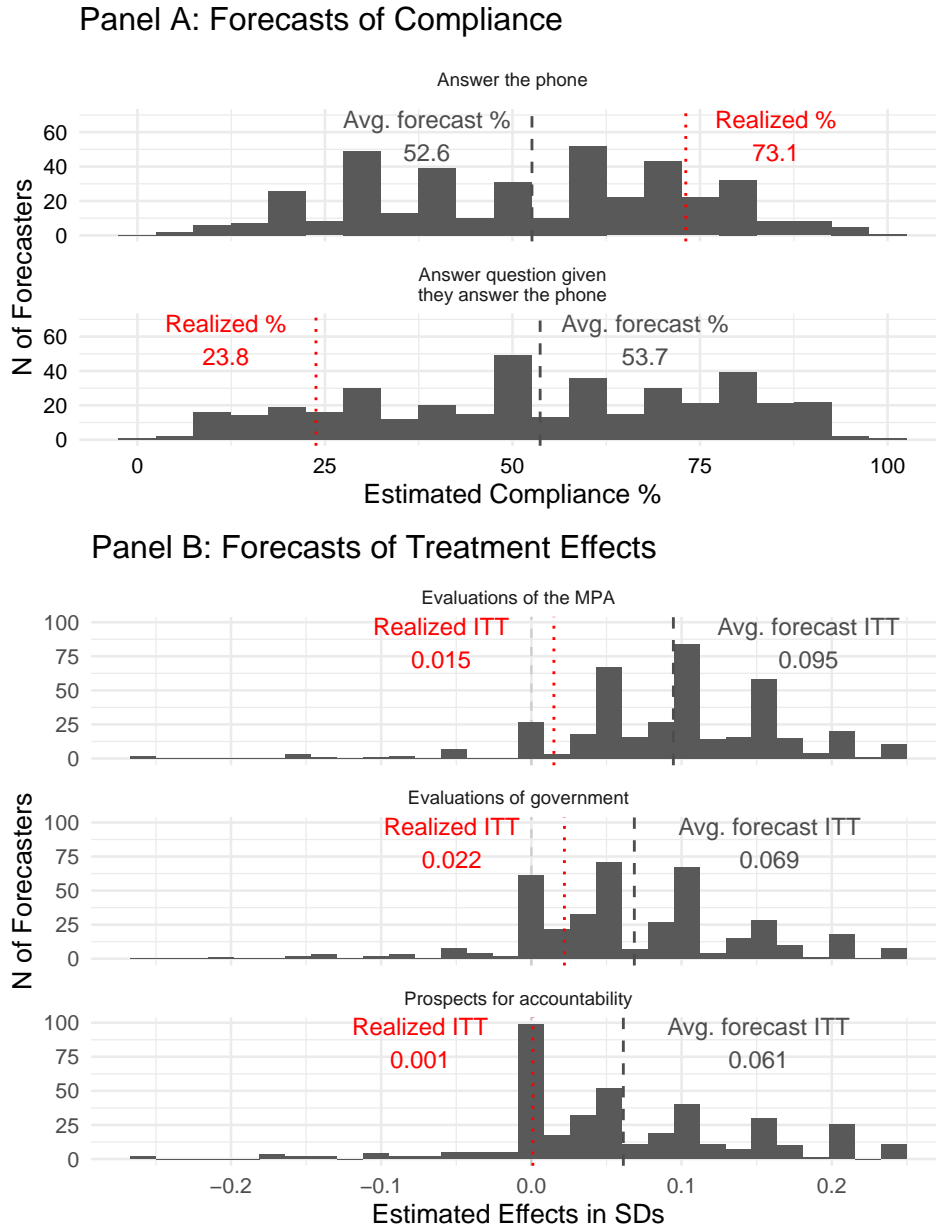 Panel A: Forecasts of Compliance
Answer the phone
Avg. forecast %
52.6
Realized %
73.1
60
40
20
0
Answer question given
they answer the phone
Realized %
23.8
Avg. forecast %
53.7
60
40
20
0
N of Forecasters
0 25 50 75 100
Estimated Compliance %
Panel B: Forecasts of Treatment Effects
Evaluations of the MPA
Realized ITT
0.015
Avg. forecast ITT
0.095
100
75
50
25
0
Evaluations of government
Realized ITT
0.022
Avg. forecast ITT
0.069
100
75
50
25
0
N of Forecasters
Prospects for accountability
Realized ITT
0.001
Avg. forecast ITT
0.061
100
75
50
25
0
−0.2 −0.1 0.0 0.1 0.2
Estimated Effects in SDs